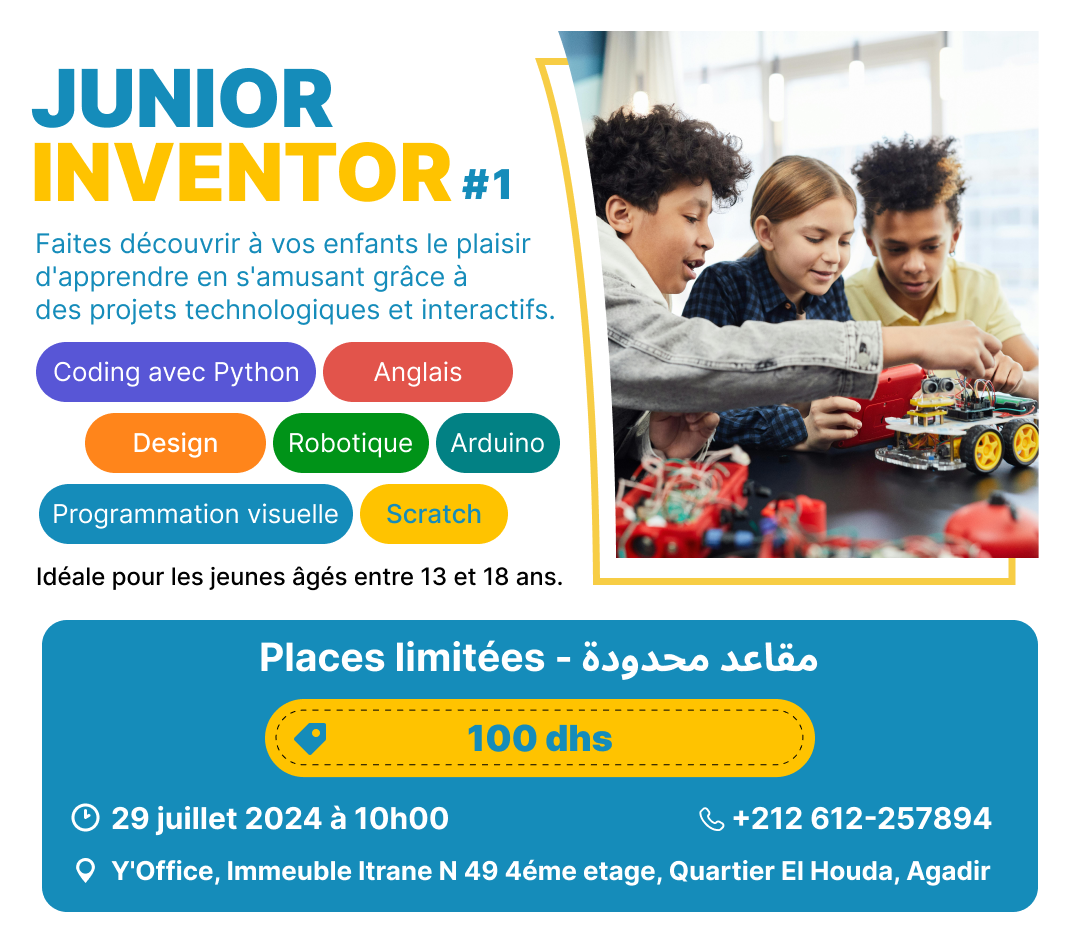 JUNIOR
INVENTOR #1
Faites découvrir à vos enfants le plaisir
d'apprendre en s'amusant grâce à
des projets technologiques et interactifs.
Coding avec Python Anglais
Design Robotique Arduino
Programmation visuelle Scratch
Idéale pour les jeunes âgés entre 13 et 18 ans.
Places limitées - مقاعد محدودة
100 dhs
29 juillet 2024 à 10h00 +212 612-257894
Y'Office, Immeuble Itrane N 49 4éme etage, Quartier El Houda, Agadir